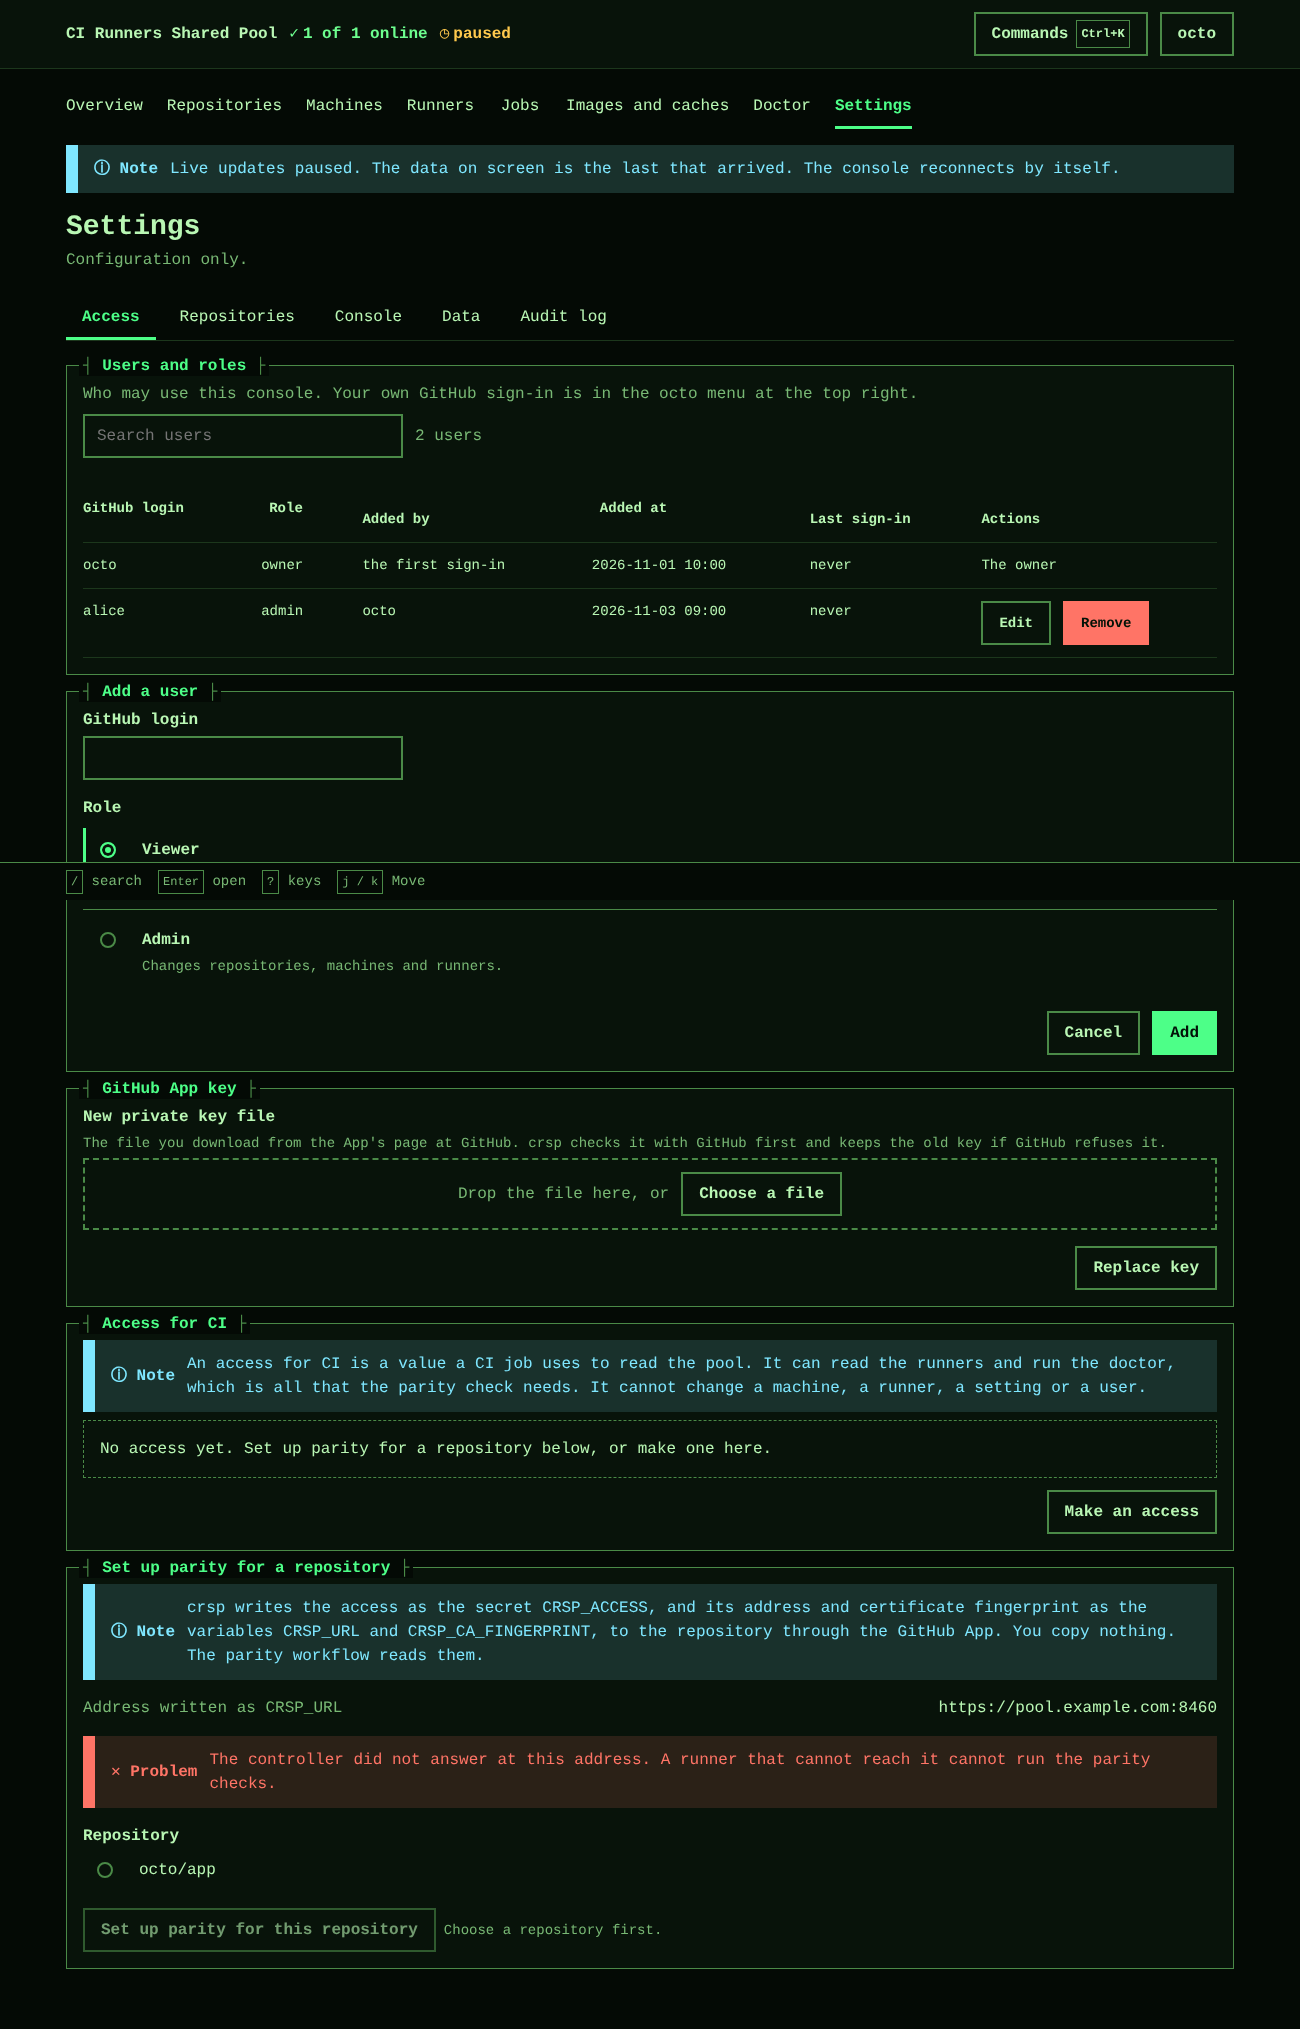 CI Runners Shared Pool ✓ 1 of 1 online ◷ paused
Commands Ctrl+K octo
Overview Repositories Machines Runners Jobs Images and caches Doctor Settings
ⓘ Note Live updates paused. The data on screen is the last that arrived. The console reconnects by itself.
Settings
Configuration only.
Access Repositories Console Data Audit log
Users and roles
Who may use this console. Your own GitHub sign-in is in the octo menu at the top right.
Search users 2 users
GitHub login Role Added by Added at Last sign-in Actions
octo owner the first sign-in 2026-11-01 10:00 never The owner
alice admin octo 2026-11-03 09:00 never Edit Remove
Add a user
GitHub login
Role
Viewer
/ search Enter open ? keys j / k Move
Admin
Changes repositories, machines and runners.
Cancel Add
GitHub App key
New private key file
The file you download from the App's page at GitHub. crsp checks it with GitHub first and keeps the old key if GitHub refuses it.
Drop the file here, or Choose a file
Replace key
Access for CI
ⓘ Note An access for CI is a value a CI job uses to read the pool. It can read the runners and run the doctor,
which is all that the parity check needs. It cannot change a machine, a runner, a setting or a user.
No access yet. Set up parity for a repository below, or make one here.
Make an access
Set up parity for a repository
ⓘ Note crsp writes the access as the secret CRSP_ACCESS, and its address and certificate fingerprint as the
variables CRSP_URL and CRSP_CA_FINGERPRINT, to the repository through the GitHub App. You copy nothing.
The parity workflow reads them.
Address written as CRSP_URL https://pool.example.com:8460
✕ Problem The controller did not answer at this address. A runner that cannot reach it cannot run the parity
checks.
Repository
octo/app
Set up parity for this repository Choose a repository first.